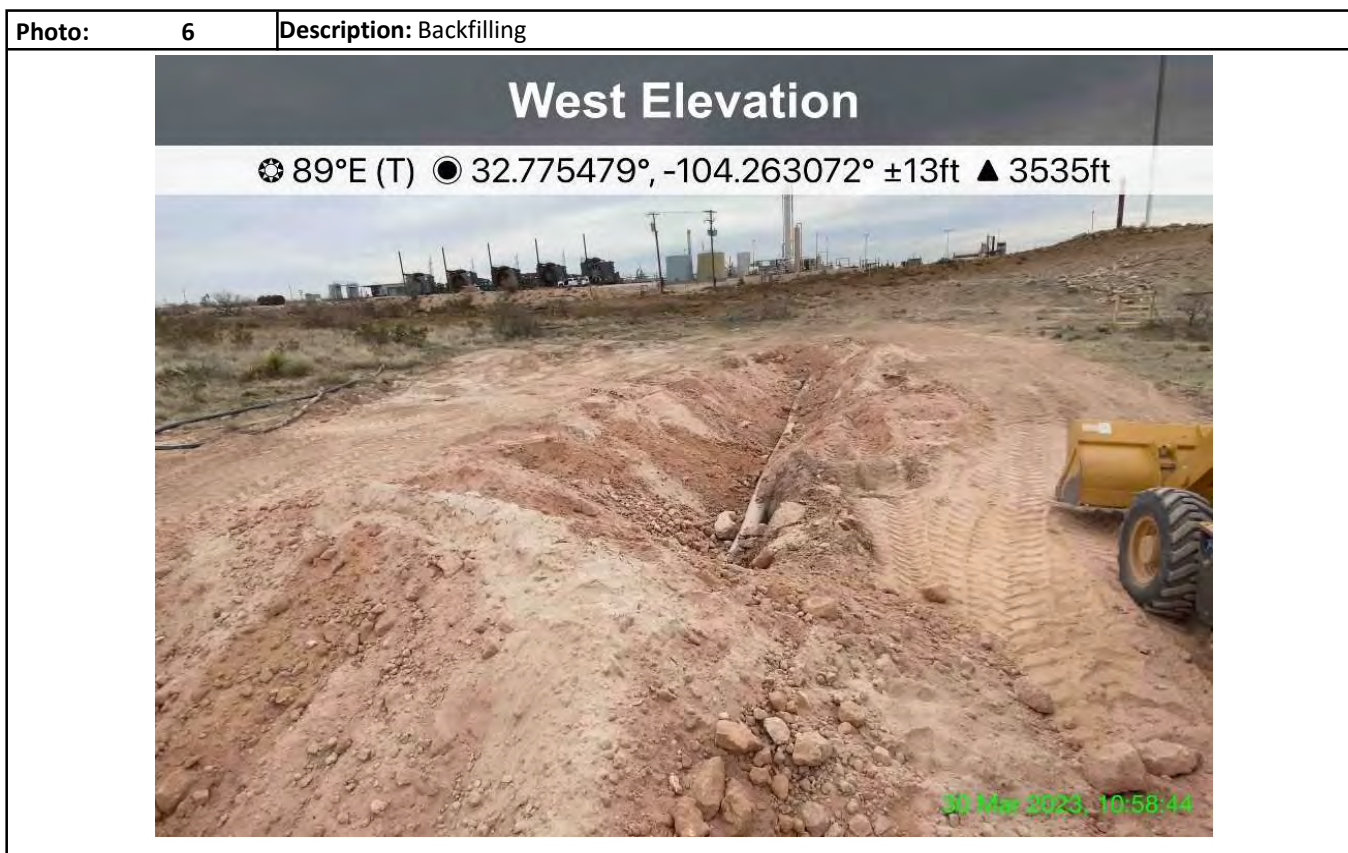 Photo: 6 Description: Backfilling
West Elevation
89°E (T) 32.775479°, -104.263072° ±13ft ▲ 3535ft
30 Mar 2023, 10:58:44